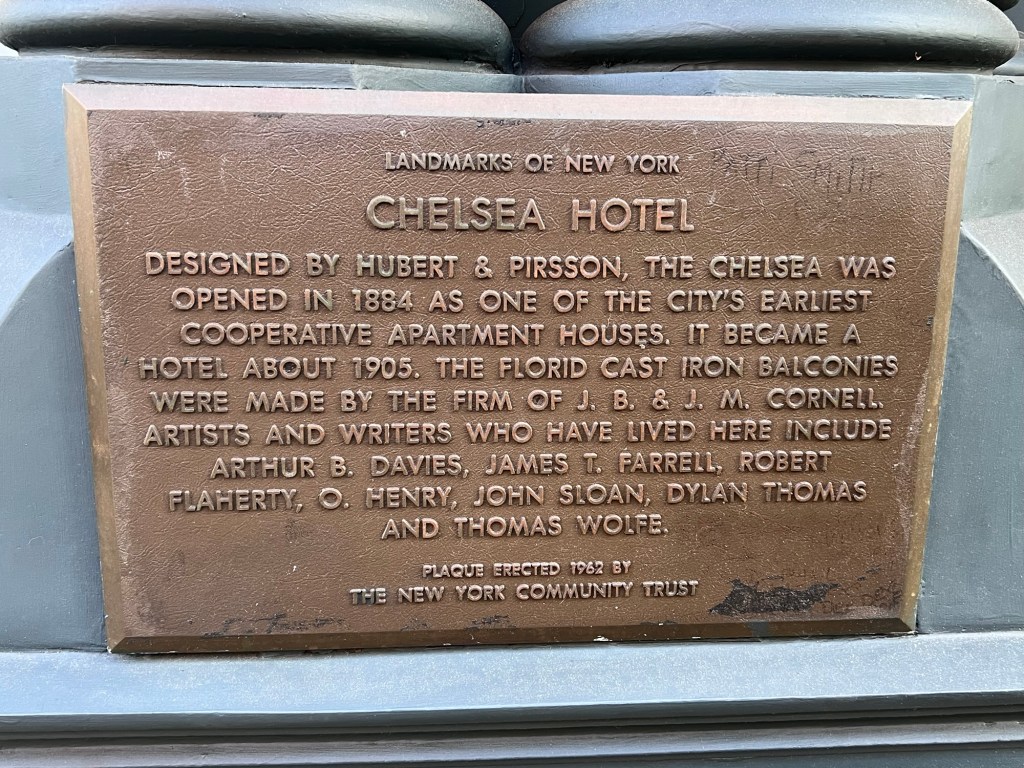 LANDMARKS OF NEW YORK
Patti Smith
CHELSEA HOTEL
DESIGNED BY HUBERT & PIRSSON, THE CHELSEA WAS
OPENED IN 1884 AS ONE OF THE CITY'S EARLIEST
COOPERATIVE APARTMENT HOUSES. IT BECAME A
HOTEL ABOUT 1905. THE FLORID CAST IRON BALCONIES
WERE MADE BY THE FIRM OF J. B. & J. M. CORNELL.
ARTISTS AND WRITERS WHO HAVE LIVED HERE INCLUDE
ARTHUR B. DAVIES, JAMES T. FARRELL, ROBERT
FLAHERTY, O. HENRY, JOHN SLOAN, DYLAN THOMAS
AND THOMAS WOLFE.
PLAQUE ERECTED 1962 BY
THE NEW YORK COMMUNITY TRUST